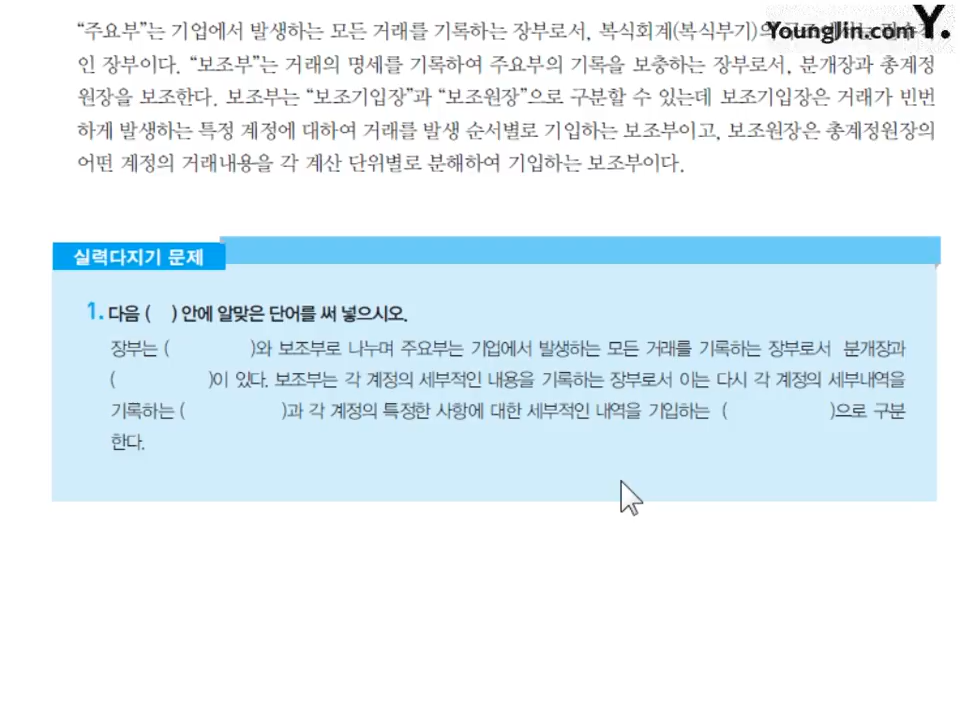 “주요부”는 기업에서 발생하는 모든 거래를 기록하는 장부로서, 복식회계(복식부기)의
Younglin.com Y.
인 장부이다. “보조부”는 거래의 명세를 기록하여 주요부의 기록을 보충하는 장부로서, 분개장과 총계정
원장을 보조한다. 보조부는 “보조기입장”과 “보조원장”으로 구분할 수 있는데 보조기입장은 거래가 빈번
하게 발생하는 특정 계정에 대하여 거래를 발생 순서별로 기입하는 보조부이고, 보조원장은 총계정원장의
어떤 계정의 거래내용을 각 계산 단위별로 분해하여 기입하는 보조부이다.
실력다지기 문제
1. 다음 ( ) 안에 알맞은 단어를 써 넣으시오.
장부는 ( )와 보조부로 나누며 주요부는 기업에서 발생하는 모든 거래를 기록하는 장부로서 분개장과
( )이 있다. 보조부는 각 계정의 세부적인 내용을 기록하는 장부로서 이는 다시 각 계정의 세부내역을
기록하는 ( )과 각 계정의 특정한 사항에 대한 세부적인 내역을 기입하는 ( )으로 구분
한다.